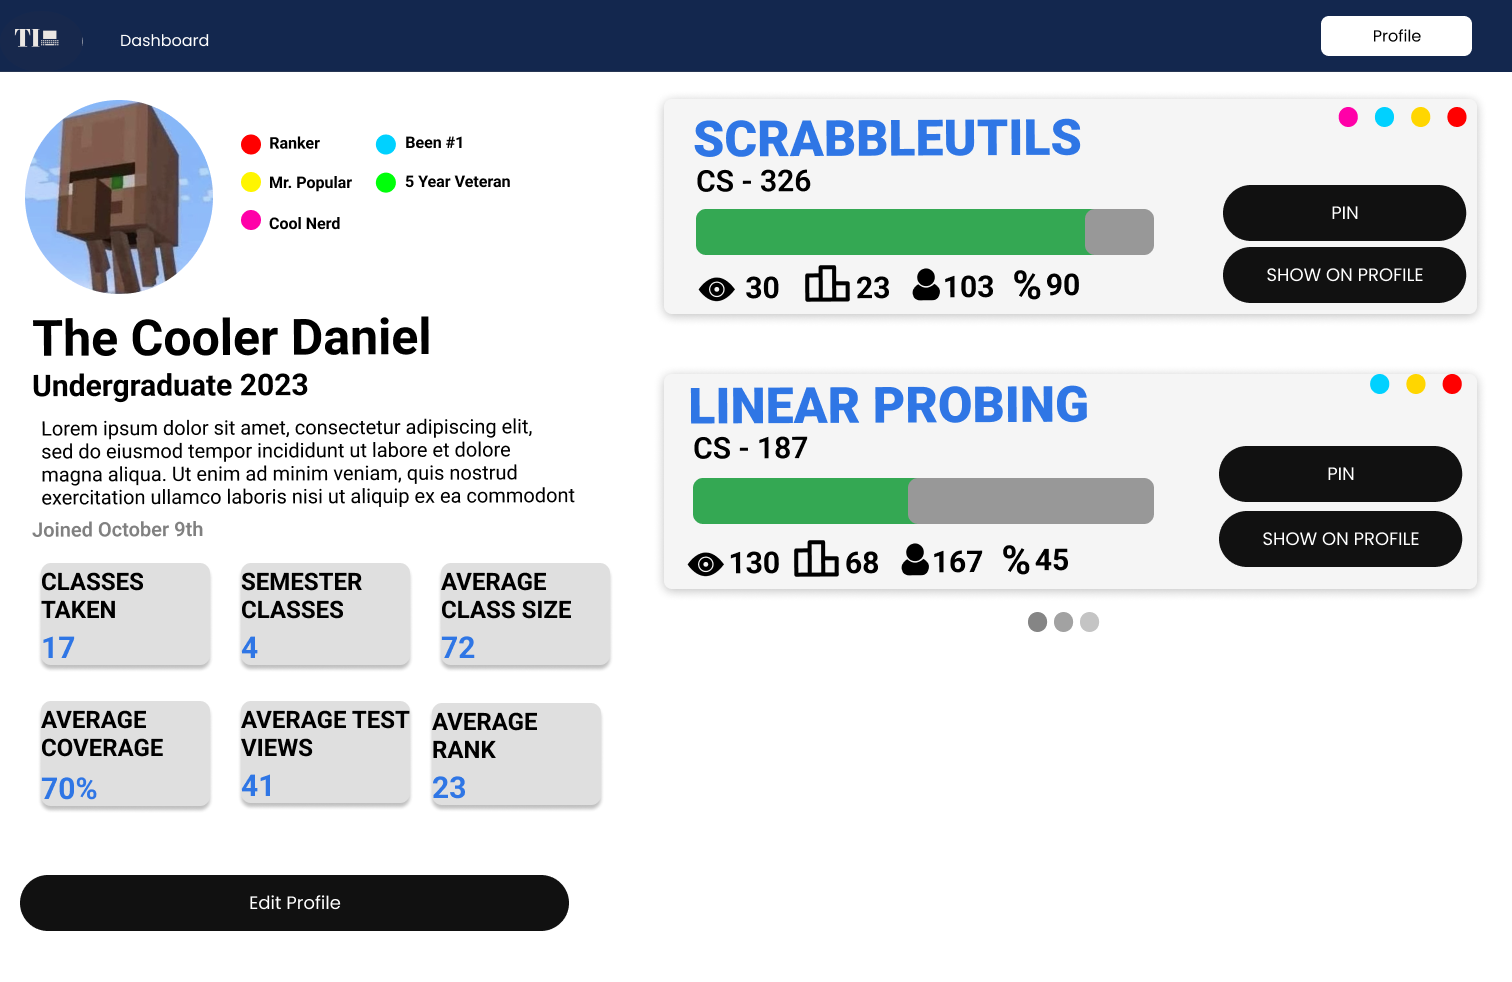 TI
Dashboard
Profile
Ranker
Been #1
Mr. Popular
5 Year Veteran
Cool Nerd
The Cooler Daniel
Undergraduate 2023
Lorem ipsum dolor sit amet, consectetur adipiscing elit,
sed do eiusmod tempor incididunt ut labore et dolore
magna aliqua. Ut enim ad minim veniam, quis nostrud
exercitation ullamco laboris nisi ut aliquip ex ea commodont
Joined October 9th
CLASSES
TAKEN
17
SEMESTER
CLASSES
4
AVERAGE
CLASS SIZE
72
AVERAGE
COVERAGE
70%
AVERAGE TEST
VIEWS
41
AVERAGE
RANK
23
Edit Profile
SCRABBLEUTILS
CS - 326
30 23 103 % 90
PIN
SHOW ON PROFILE
LINEAR PROBING
CS - 187
130 68 167 % 45
PIN
SHOW ON PROFILE